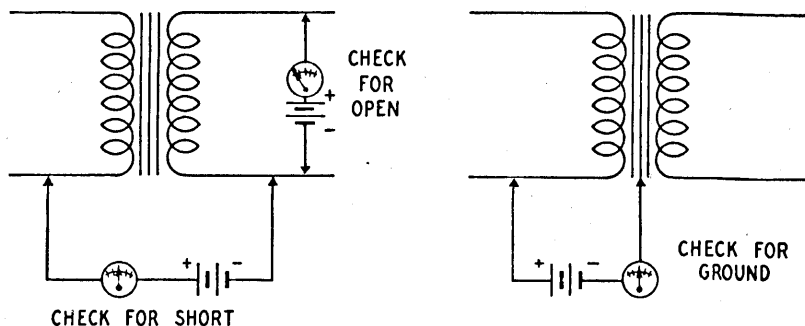 CHECK
FOR
OPEN
+
-
+ -
CHECK FOR SHORT
+ -
CHECK FOR
GROUND